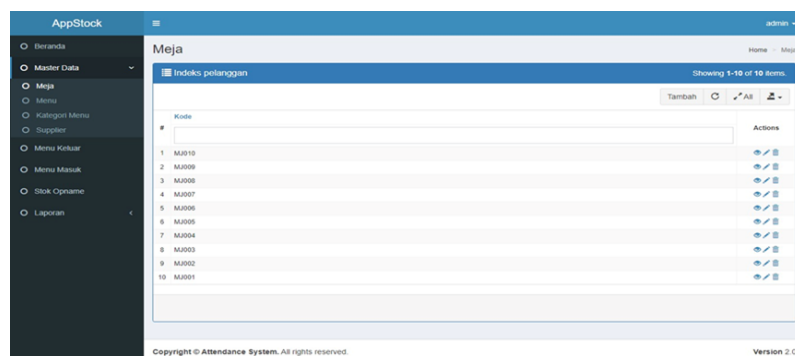 AppStock
admin
Beranda
Master Data
Meja
Menu
Kategori Menu
Supplier
Menu Keluar
Menu Masuk
Stok Opname
Laporan
Meja
Home Meja
Indeks pelanggan
Showing 1-10 of 10 items.
Tambah All
# Kode Actions
1 MJ010
2 MJ009
3 MJ008
4 MJ007
5 MJ006
6 MJ005
7 MJ004
8 MJ003
9 MJ002
10 MJ001
Copyright © Attendance System. All rights reserved.
Version 2.0